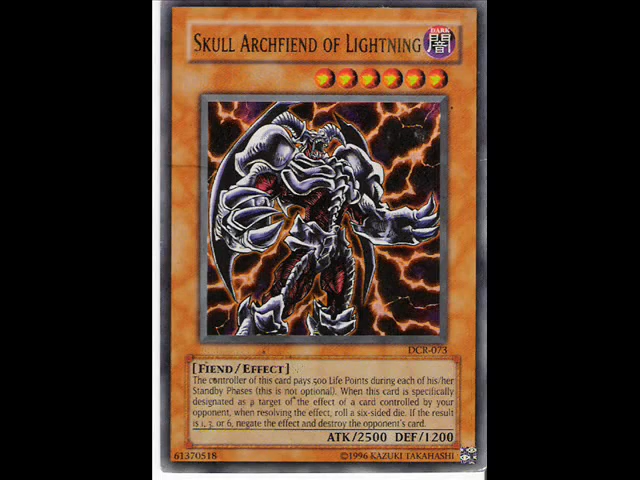 SKULL ARCHFIEND OF LIGHTNING
DARK
闇
DCR-073
[FIEND/EFFECT]
The controller of this card pays 500 Life Points during each of his/her
Standby Phases (this is not optional). When this card is specifically
designated as a target of the effect of a card controlled by your
opponent, when resolving the effect, roll a six-sided die. If the result
is 1, 3, or 6, negate the effect and destroy the opponent's card.
ATK/2500 DEF/1200
61370518
©1996 KAZUKI TAKAHASHI